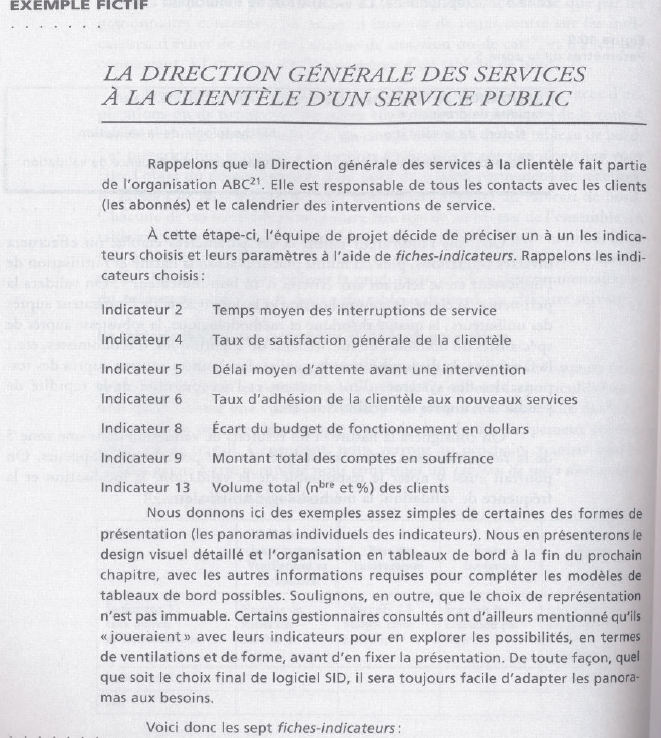 EXEMPLE FICTIF
LA DIRECTION GÉNÉRALE DES SERVICES
À LA CLIENTÈLE D'UN SERVICE PUBLIC
Rappelons que la Direction générale des services à la clientèle fait partie
de l'organisation ABC²¹. Elle est responsable de tous les contacts avec les clients
(les abonnés) et le calendrier des interventions de service.
À cette étape-ci, l'équipe de projet décide de préciser un à un les indica-
teurs choisis et leurs paramètres à l'aide de fiches-indicateurs. Rappelons les indi-
cateurs choisis :
Indicateur 2 Temps moyen des interruptions de service
Indicateur 4 Taux de satisfaction générale de la clientèle
Indicateur 5 Délai moyen d'attente avant une intervention
Indicateur 6 Taux d'adhésion de la clientèle aux nouveaux services
Indicateur 8 Écart du budget de fonctionnement en dollars
Indicateur 9 Montant total des comptes en souffrance
Indicateur 13 Volume total (nbre et %) des clients
Nous donnons ici des exemples assez simples de certaines des formes de
présentation (les panoramas individuels des indicateurs). Nous en présenterons le
design visuel détaillé et l'organisation en tableaux de bord à la fin du prochain
chapitre, avec les autres informations requises pour compléter les modèles de
tableaux de bord possibles. Soulignons, en outre, que le choix de représentation
n'est pas immuable. Certains gestionnaires consultés ont d'ailleurs mentionné qu'ils
« joueraient » avec leurs indicateurs pour en explorer les possibilités, en termes
de ventilations et de forme, avant d'en fixer la présentation. De toute façon, quel
que soit le choix final de logiciel SID, il sera toujours facile d'adapter les panora-
mas aux besoins.
Voici donc les sept fiches-indicateurs :